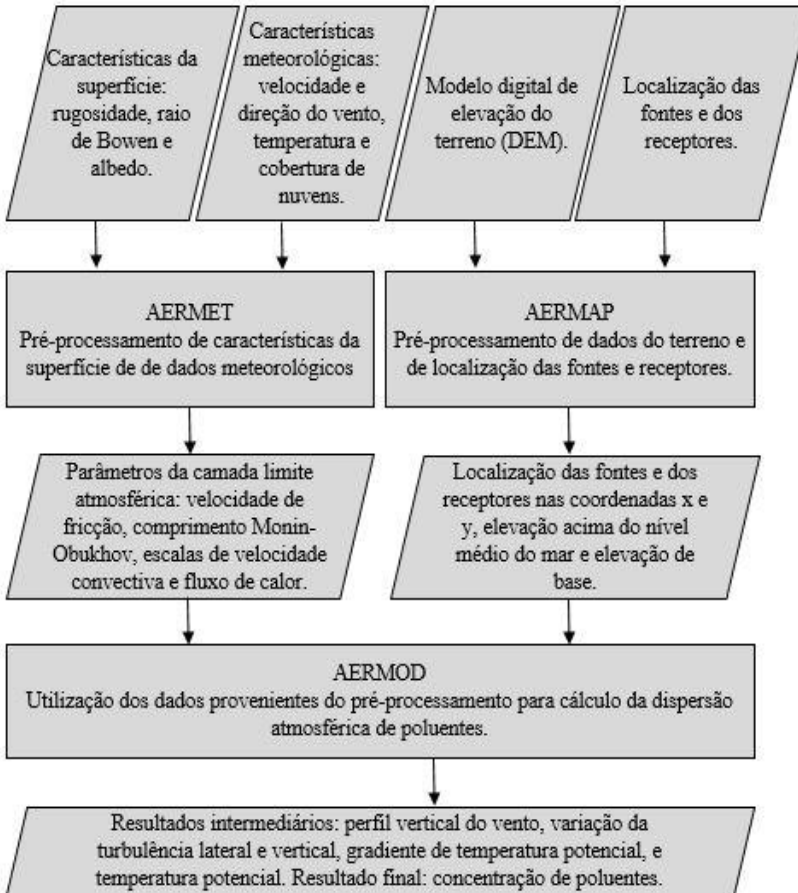 Características da
superfície:
rugosidade, raio
de Bowen e
albedo.
Características
meteorológicas:
velocidade e
direção do vento,
temperatura e
cobertura de
nuvens.
Modelo digital de
elevação do
terreno (DEM).
Localização das
fontes e dos
receptores.
AERMET
Pré-processamento de características da
superfície de de dados meteorológicos
AERMAP
Pré-processamento de dados do terreno e
de localização das fontes e receptores.
Parâmetros da camada limite
atmosférica: velocidade de
fricção, comprimento Monin-
Obukhov, escalas de velocidade
convectiva e fluxo de calor.
Localização das fontes e dos
receptores nas coordenadas x e
y, elevação acima do nível
médio do mar e elevação de
base.
AERMOD
Utilização dos dados provenientes do pré-processamento para cálculo da dispersão
atmosférica de poluentes.
Resultados intermediários: perfil vertical do vento, variação da
turbulência lateral e vertical, gradiente de temperatura potencial, e
temperatura potencial. Resultado final: concentração de poluentes.